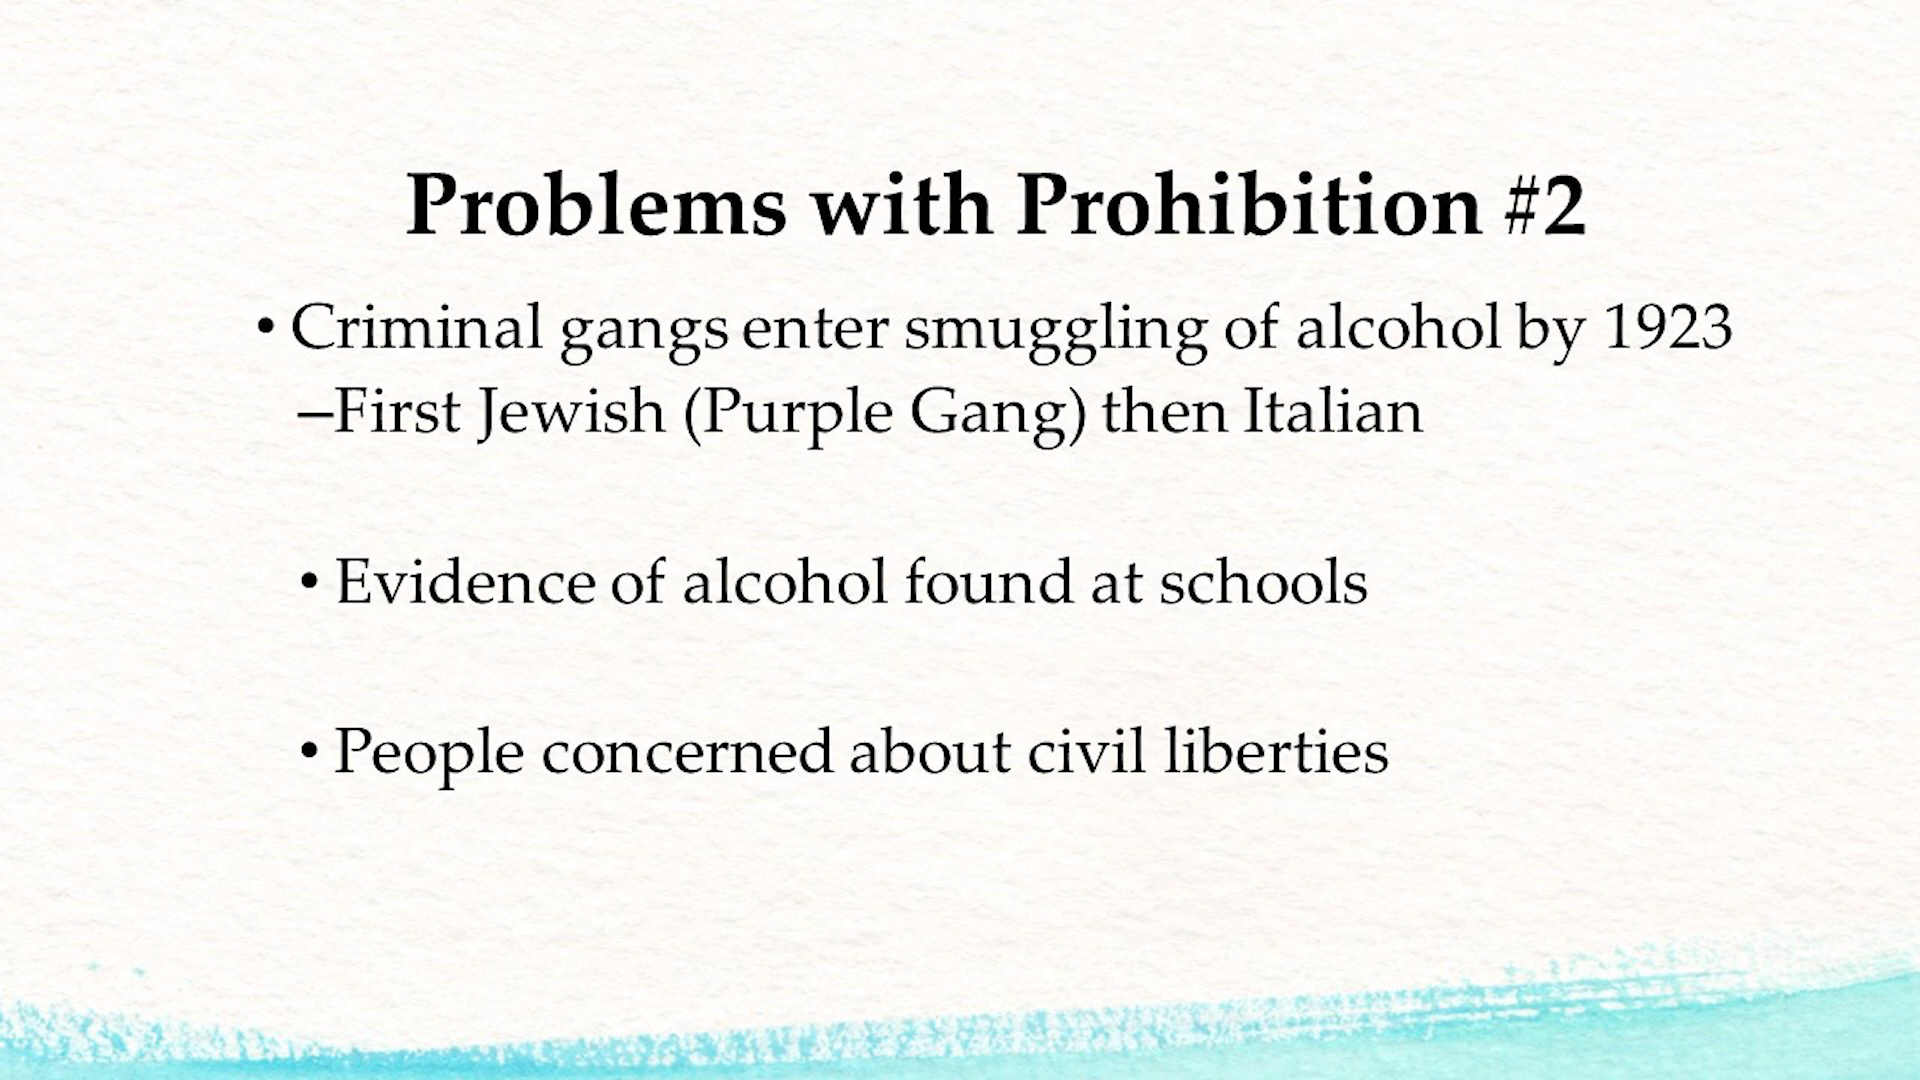 Problems with Prohibition #2
• Criminal gangs enter smuggling of alcohol by 1923
–First Jewish (Purple Gang) then Italian
• Evidence of alcohol found at schools
• People concerned about civil liberties